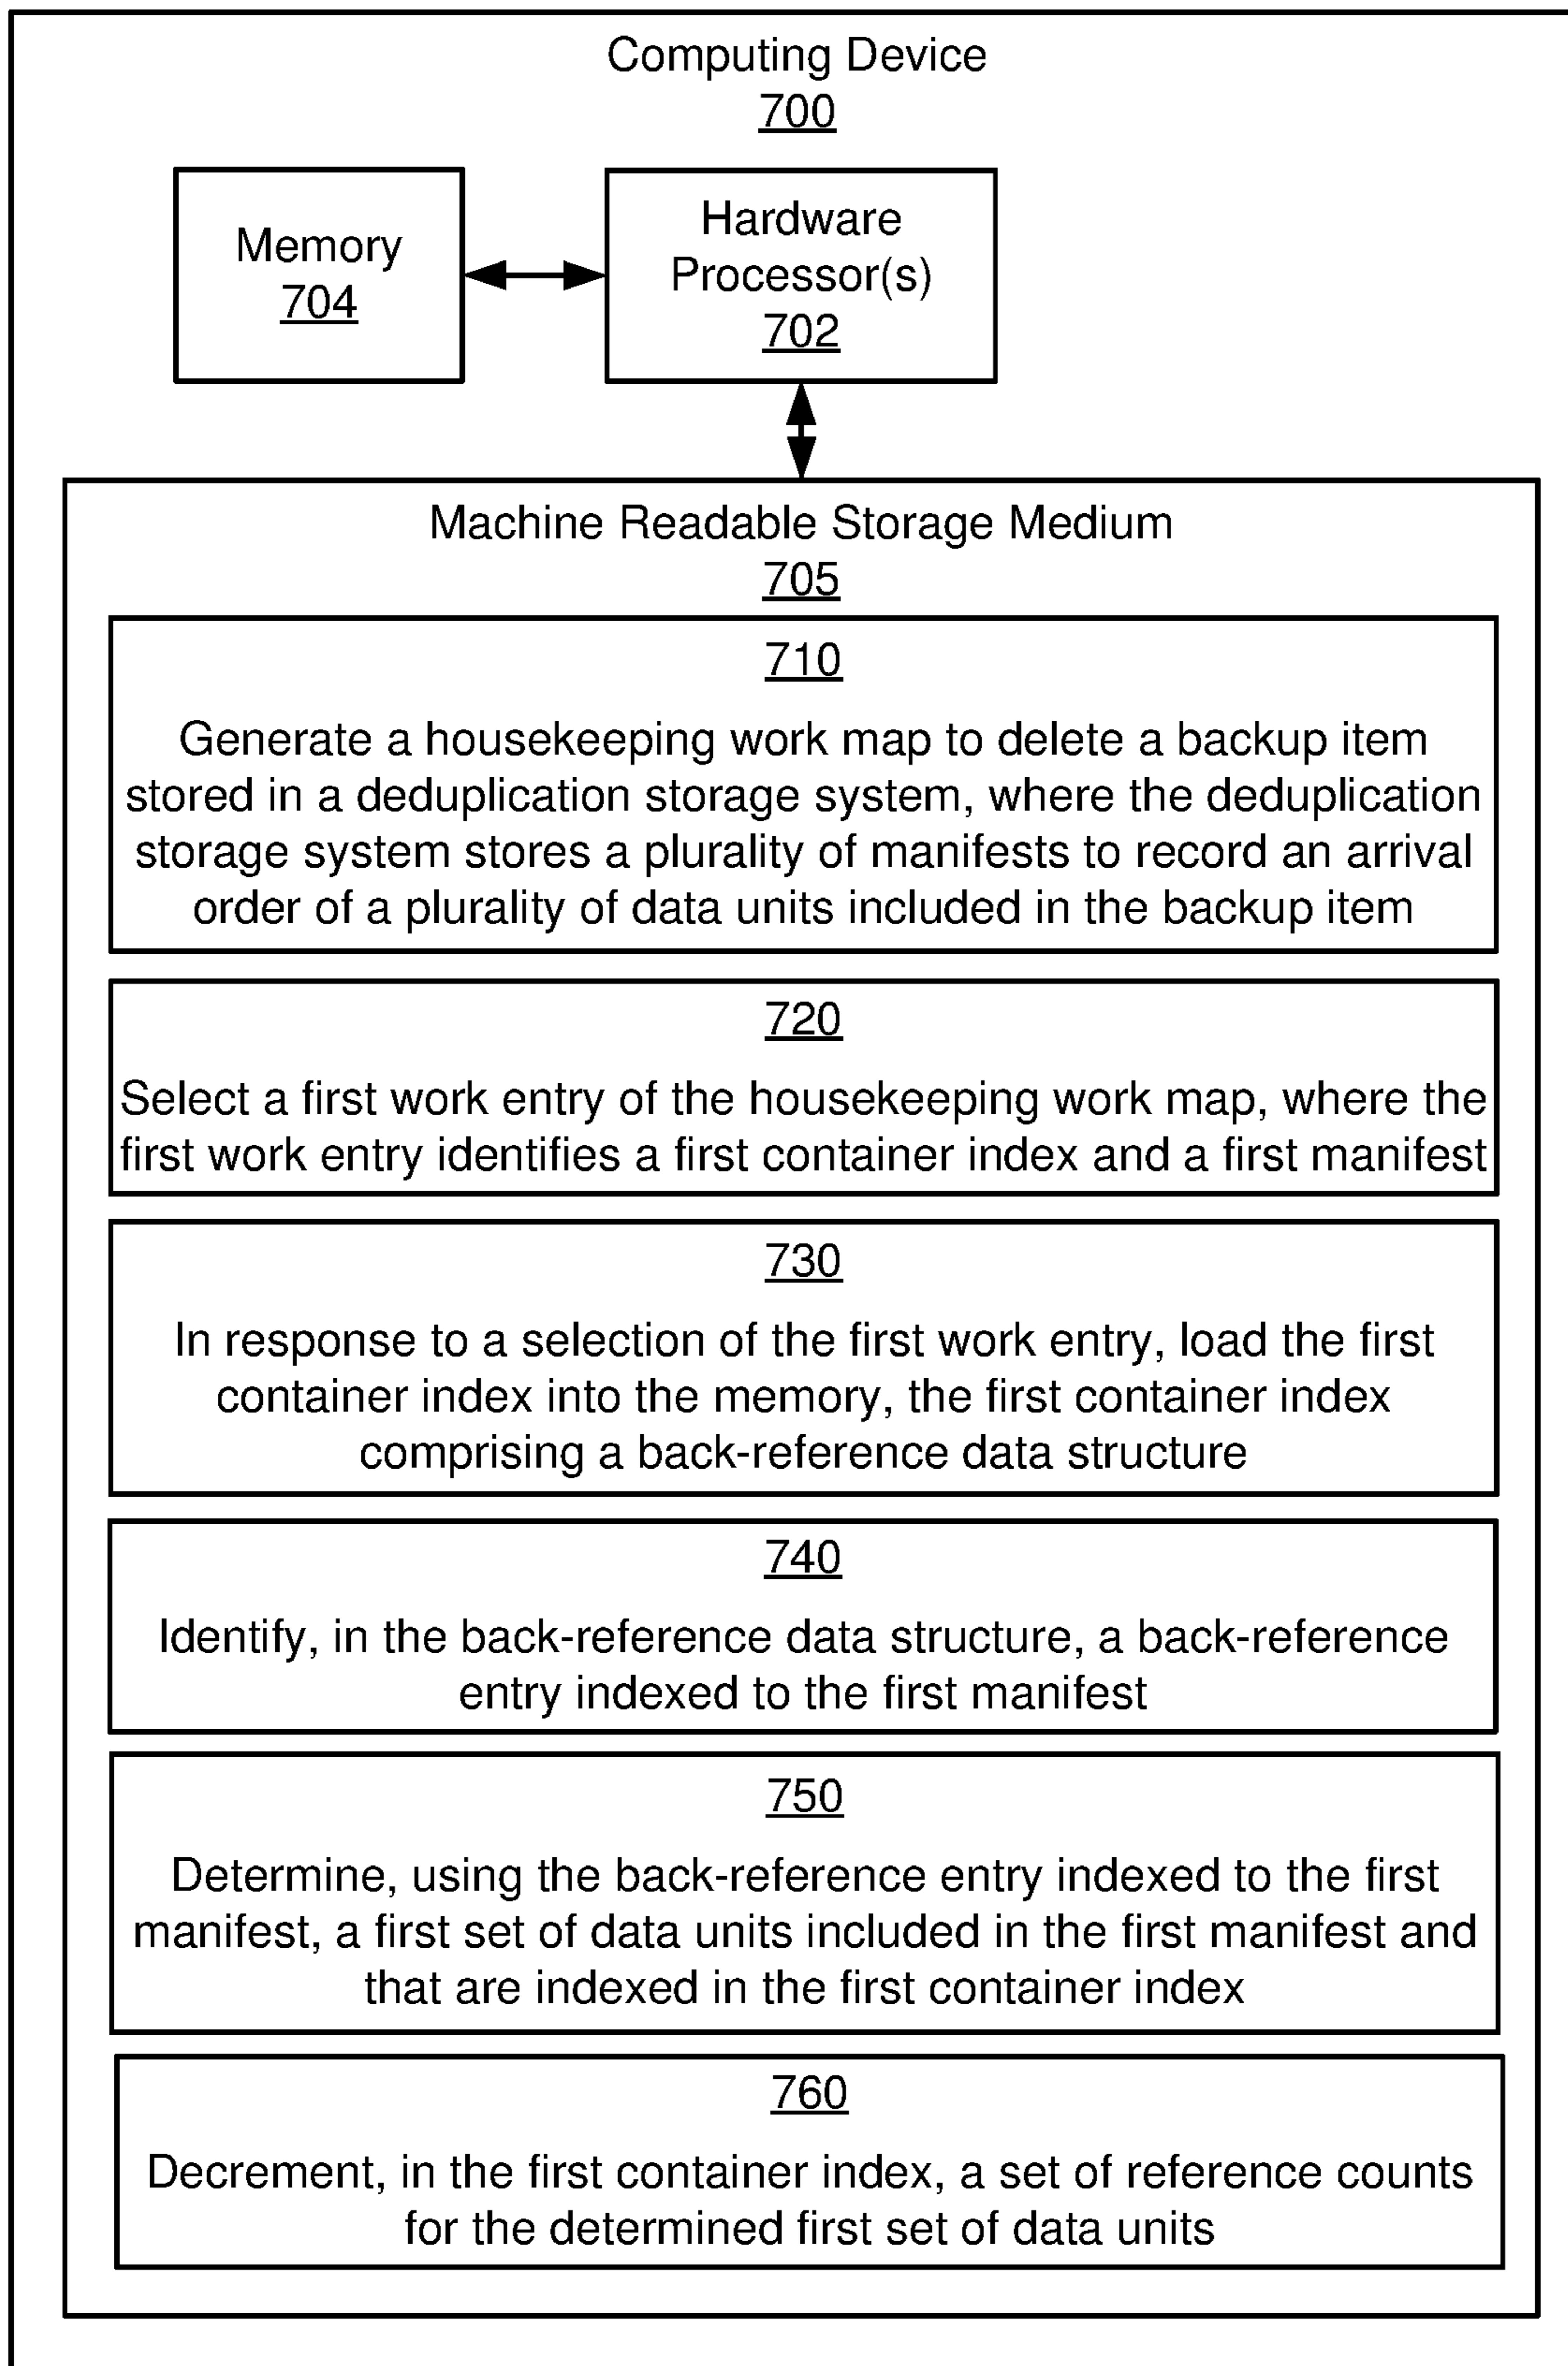 Computing Device
700
Memory
704
Hardware
Processor(s)
702
Machine Readable Storage Medium
705
710
Generate a housekeeping work map to delete a backup item
stored in a deduplication storage system, where the deduplication
storage system stores a plurality of manifests to record an arrival
order of a plurality of data units included in the backup item
720
Select a first work entry of the housekeeping work map, where the
first work entry identifies a first container index and a first manifest
730
In response to a selection of the first work entry, load the first
container index into the memory, the first container index
comprising a back-reference data structure
740
Identify, in the back-reference data structure, a back-reference
entry indexed to the first manifest
750
Determine, using the back-reference entry indexed to the first
manifest, a first set of data units included in the first manifest and
that are indexed in the first container index
760
Decrement, in the first container index, a set of reference counts
for the determined first set of data units